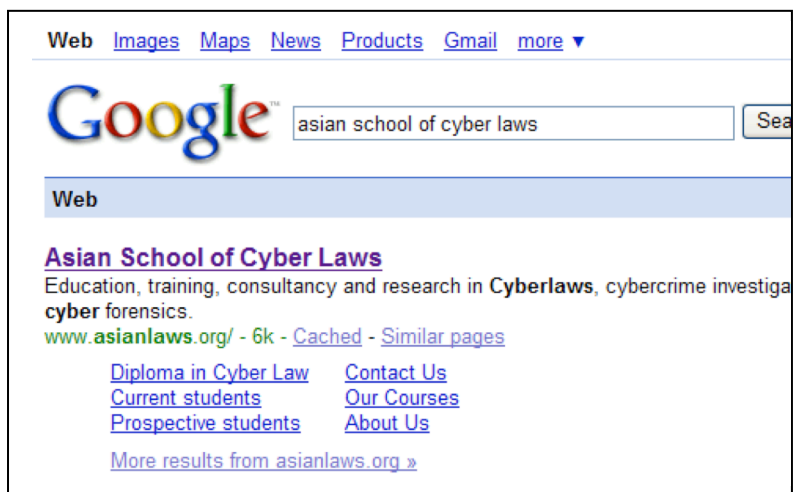 Web Images Maps News Products Gmail more ▼
Google™
asian school of cyber laws
Web
Asian School of Cyber Laws
Education, training, consultancy and research in Cyberlaws, cybercrime
cyber forensics.
www.asianlaws.org/ - 6k - Cached - Similar pages
Diploma in Cyber Law Contact Us
Current students Our Courses
Prospective students About Us
More results from asianlaws.org »